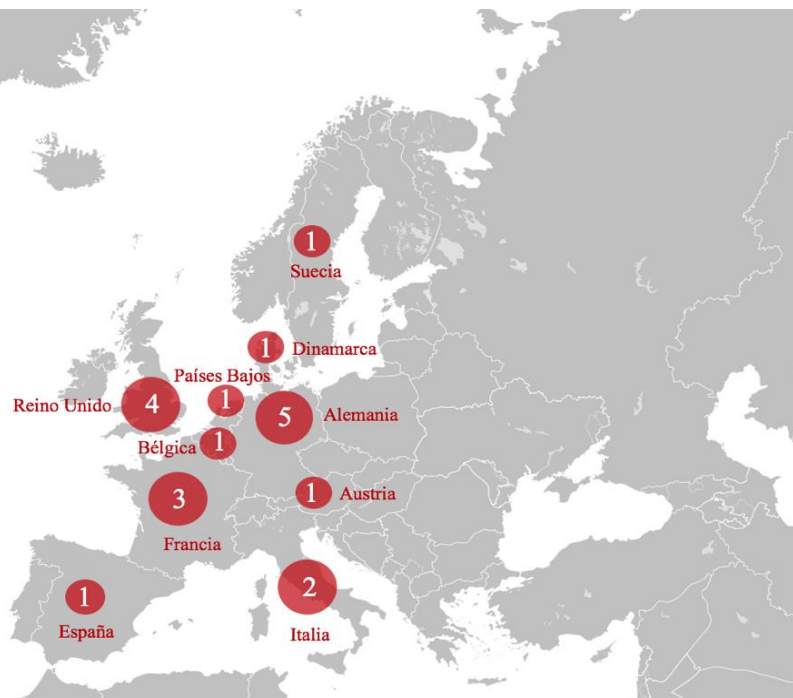 1
Suecia
1
Dinamarca
Países Bajos
1
Reino Unido
4
5
Alemania
Bélgica
1
1
Austria
3
Francia
2
Italia
1
España